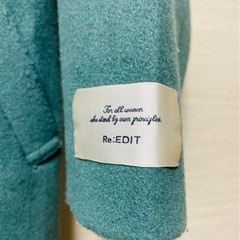 For all women
who stand by own principles.
Re:EDIT